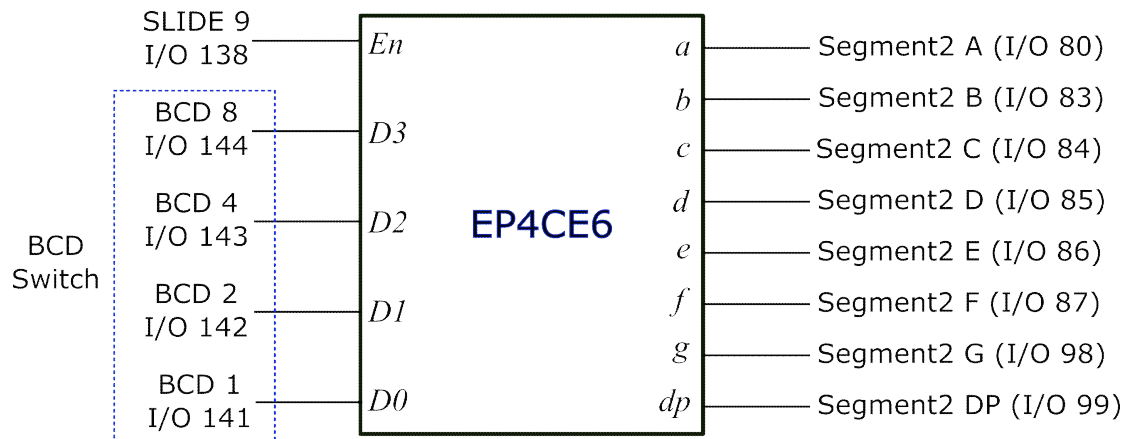 SLIDE 9
I/O 138
En
BCD 8
I/O 144
D3
BCD 4
I/O 143
D2
BCD
Switch
BCD 2
I/O 142
D1
BCD 1
I/O 141
D0
EP4CE6
a
Segment2 A (I/O 80)
b
Segment2 B (I/O 83)
c
Segment2 C (I/O 84)
d
Segment2 D (I/O 85)
e
Segment2 E (I/O 86)
f
Segment2 F (I/O 87)
g
Segment2 G (I/O 98)
dp
Segment2 DP (I/O 99)